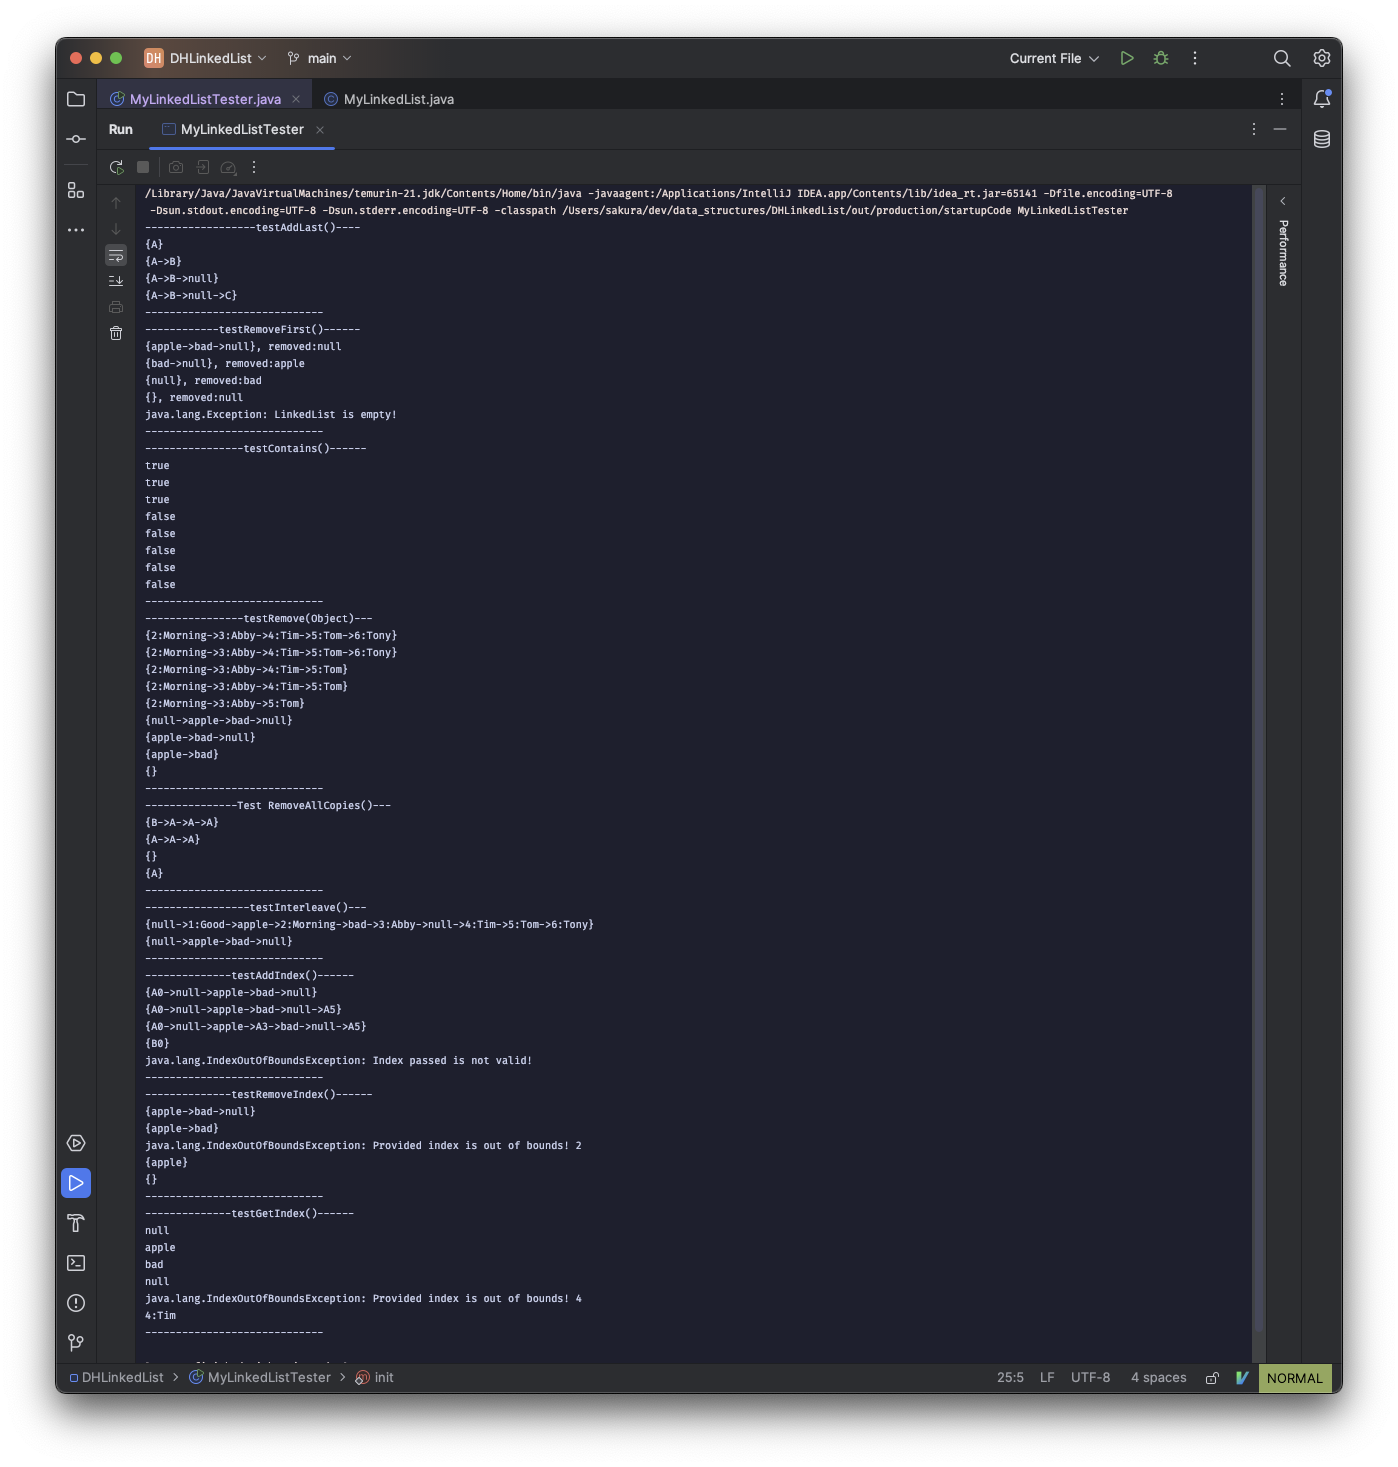 DH DHLinkedList main Current File
MyLinkedListTester.java MyLinkedList.java
Run MyLinkedListTester
/Library/Java/JavaVirtualMachines/temurin-21.jdk/Contents/Home/bin/java -javaagent:/Applications/IntelliJ IDEA.app/Contents/lib/idea_rt.jar=65141 -Dfile.encoding=UTF-8
-Dsun.stdout.encoding=UTF-8 -Dsun.stderr.encoding=UTF-8 -classpath /Users/sakura/dev/data_structures/DHLinkedList/out/production/startupCode MyLinkedListTester
------------------testAddLast()----
{A}
{A->B}
{A->B->null}
{A->B->null->C}
-----------------------------
------------testRemoveFirst()------
{apple->bad->null}, removed:null
{bad->null}, removed:apple
{null}, removed:bad
{}, removed:null
java.lang.Exception: LinkedList is empty!
-----------------------------
----------------testContains()------
true
true
true
false
false
false
false
false
-----------------------------
----------------testRemove(Object)---
{2:Morning->3:Abby->4:Tim->5:Tom->6:Tony}
{2:Morning->3:Abby->4:Tim->5:Tom->6:Tony}
{2:Morning->3:Abby->4:Tim->5:Tom}
{2:Morning->3:Abby->4:Tim->5:Tom}
{2:Morning->3:Abby->5:Tom}
{null->apple->bad->null}
{apple->bad->null}
{apple->bad}
{}
-----------------------------
---------------Test RemoveAllCopies()---
{B->A->A->A}
{A->A->A}
{}
{A}
-----------------------------
-----------------testInterleave()---
{null->1:Good->apple->2:Morning->bad->3:Abby->null->4:Tim->5:Tom->6:Tony}
{null->apple->bad->null}
-----------------------------
--------------testAddIndex()------
{A0->null->apple->bad->null}
{A0->null->apple->bad->null->A5}
{A0->null->apple->A3->bad->null->A5}
{B0}
java.lang.IndexOutOfBoundsException: Index passed is not valid!
-----------------------------
--------------testRemoveIndex()------
{apple->bad->null}
{apple->bad}
java.lang.IndexOutOfBoundsException: Provided index is out of bounds! 2
{apple}
{}
-----------------------------
--------------testGetIndex()------
null
apple
bad
null
java.lang.IndexOutOfBoundsException: Provided index is out of bounds! 4
4:Tim
-----------------------------
Performance
DHLinkedList > MyLinkedListTester > init 25:5 LF UTF-8 4 spaces NORMAL